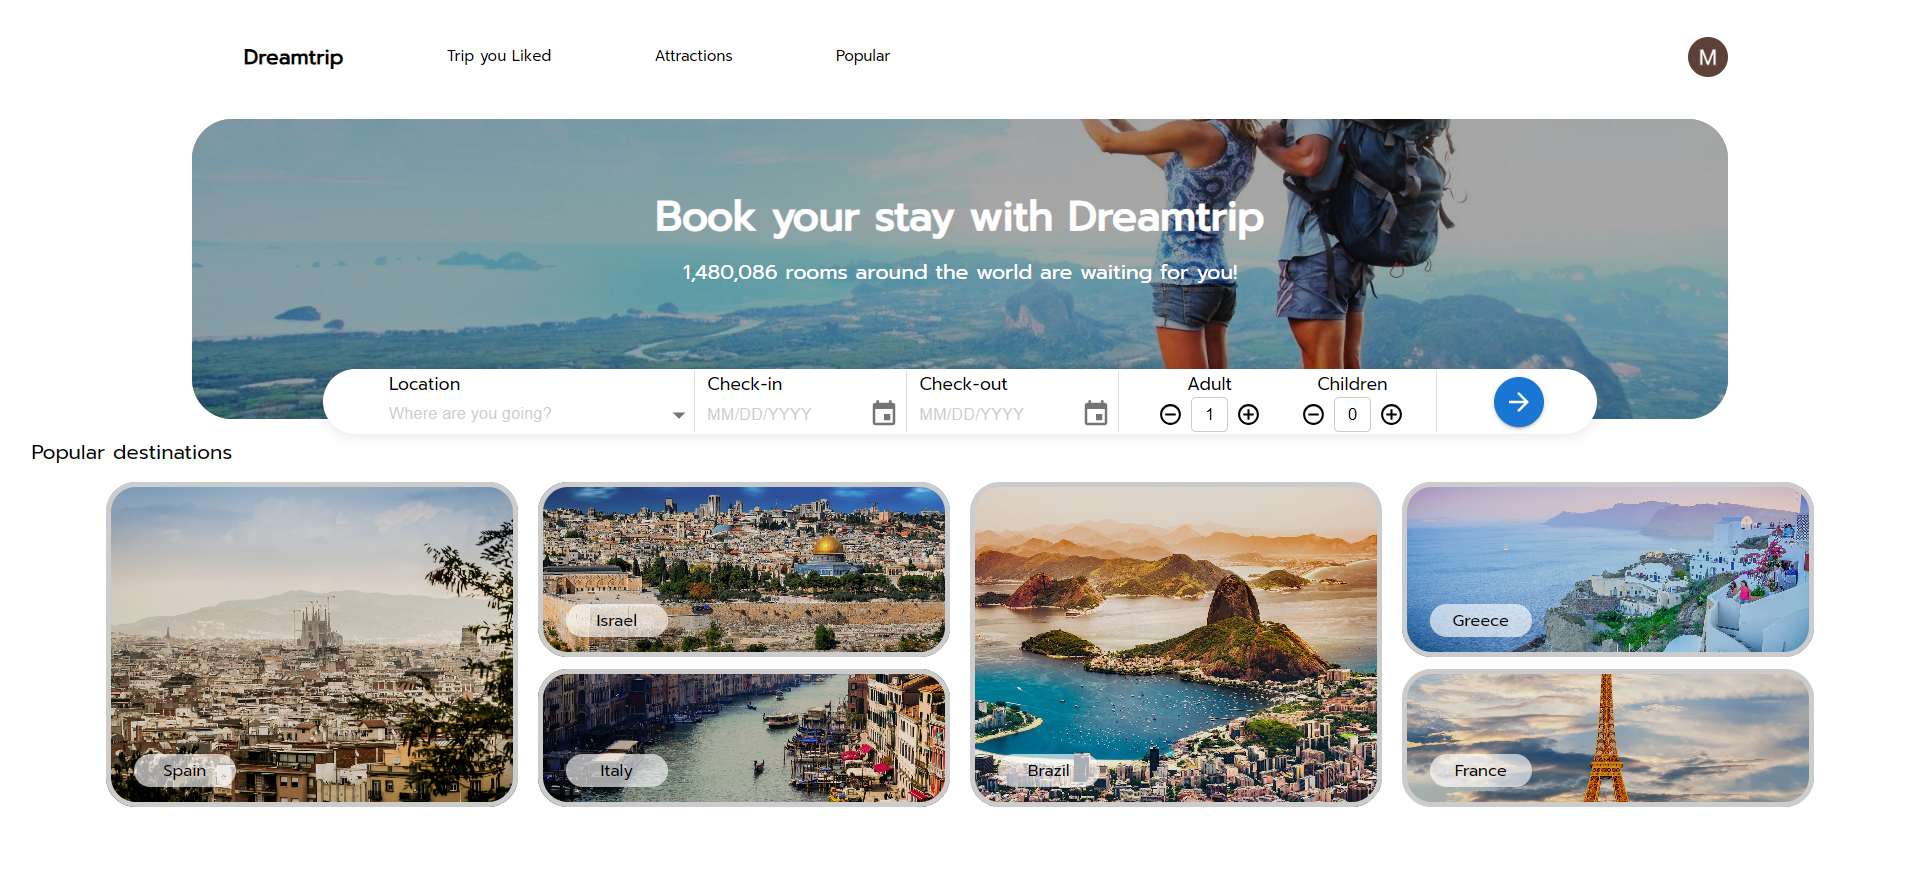 Dreamtrip
Trip you Liked
Attractions
Popular
M
Book your stay with Dreamtrip
1,480,086 rooms around the world are waiting for you!
Location
Where are you going?
Check-in
MM/DD/YYYY
Check-out
MM/DD/YYYY
Adult
1
Children
0
Popular destinations
Spain
Israel
Italy
Brazil
Greece
France